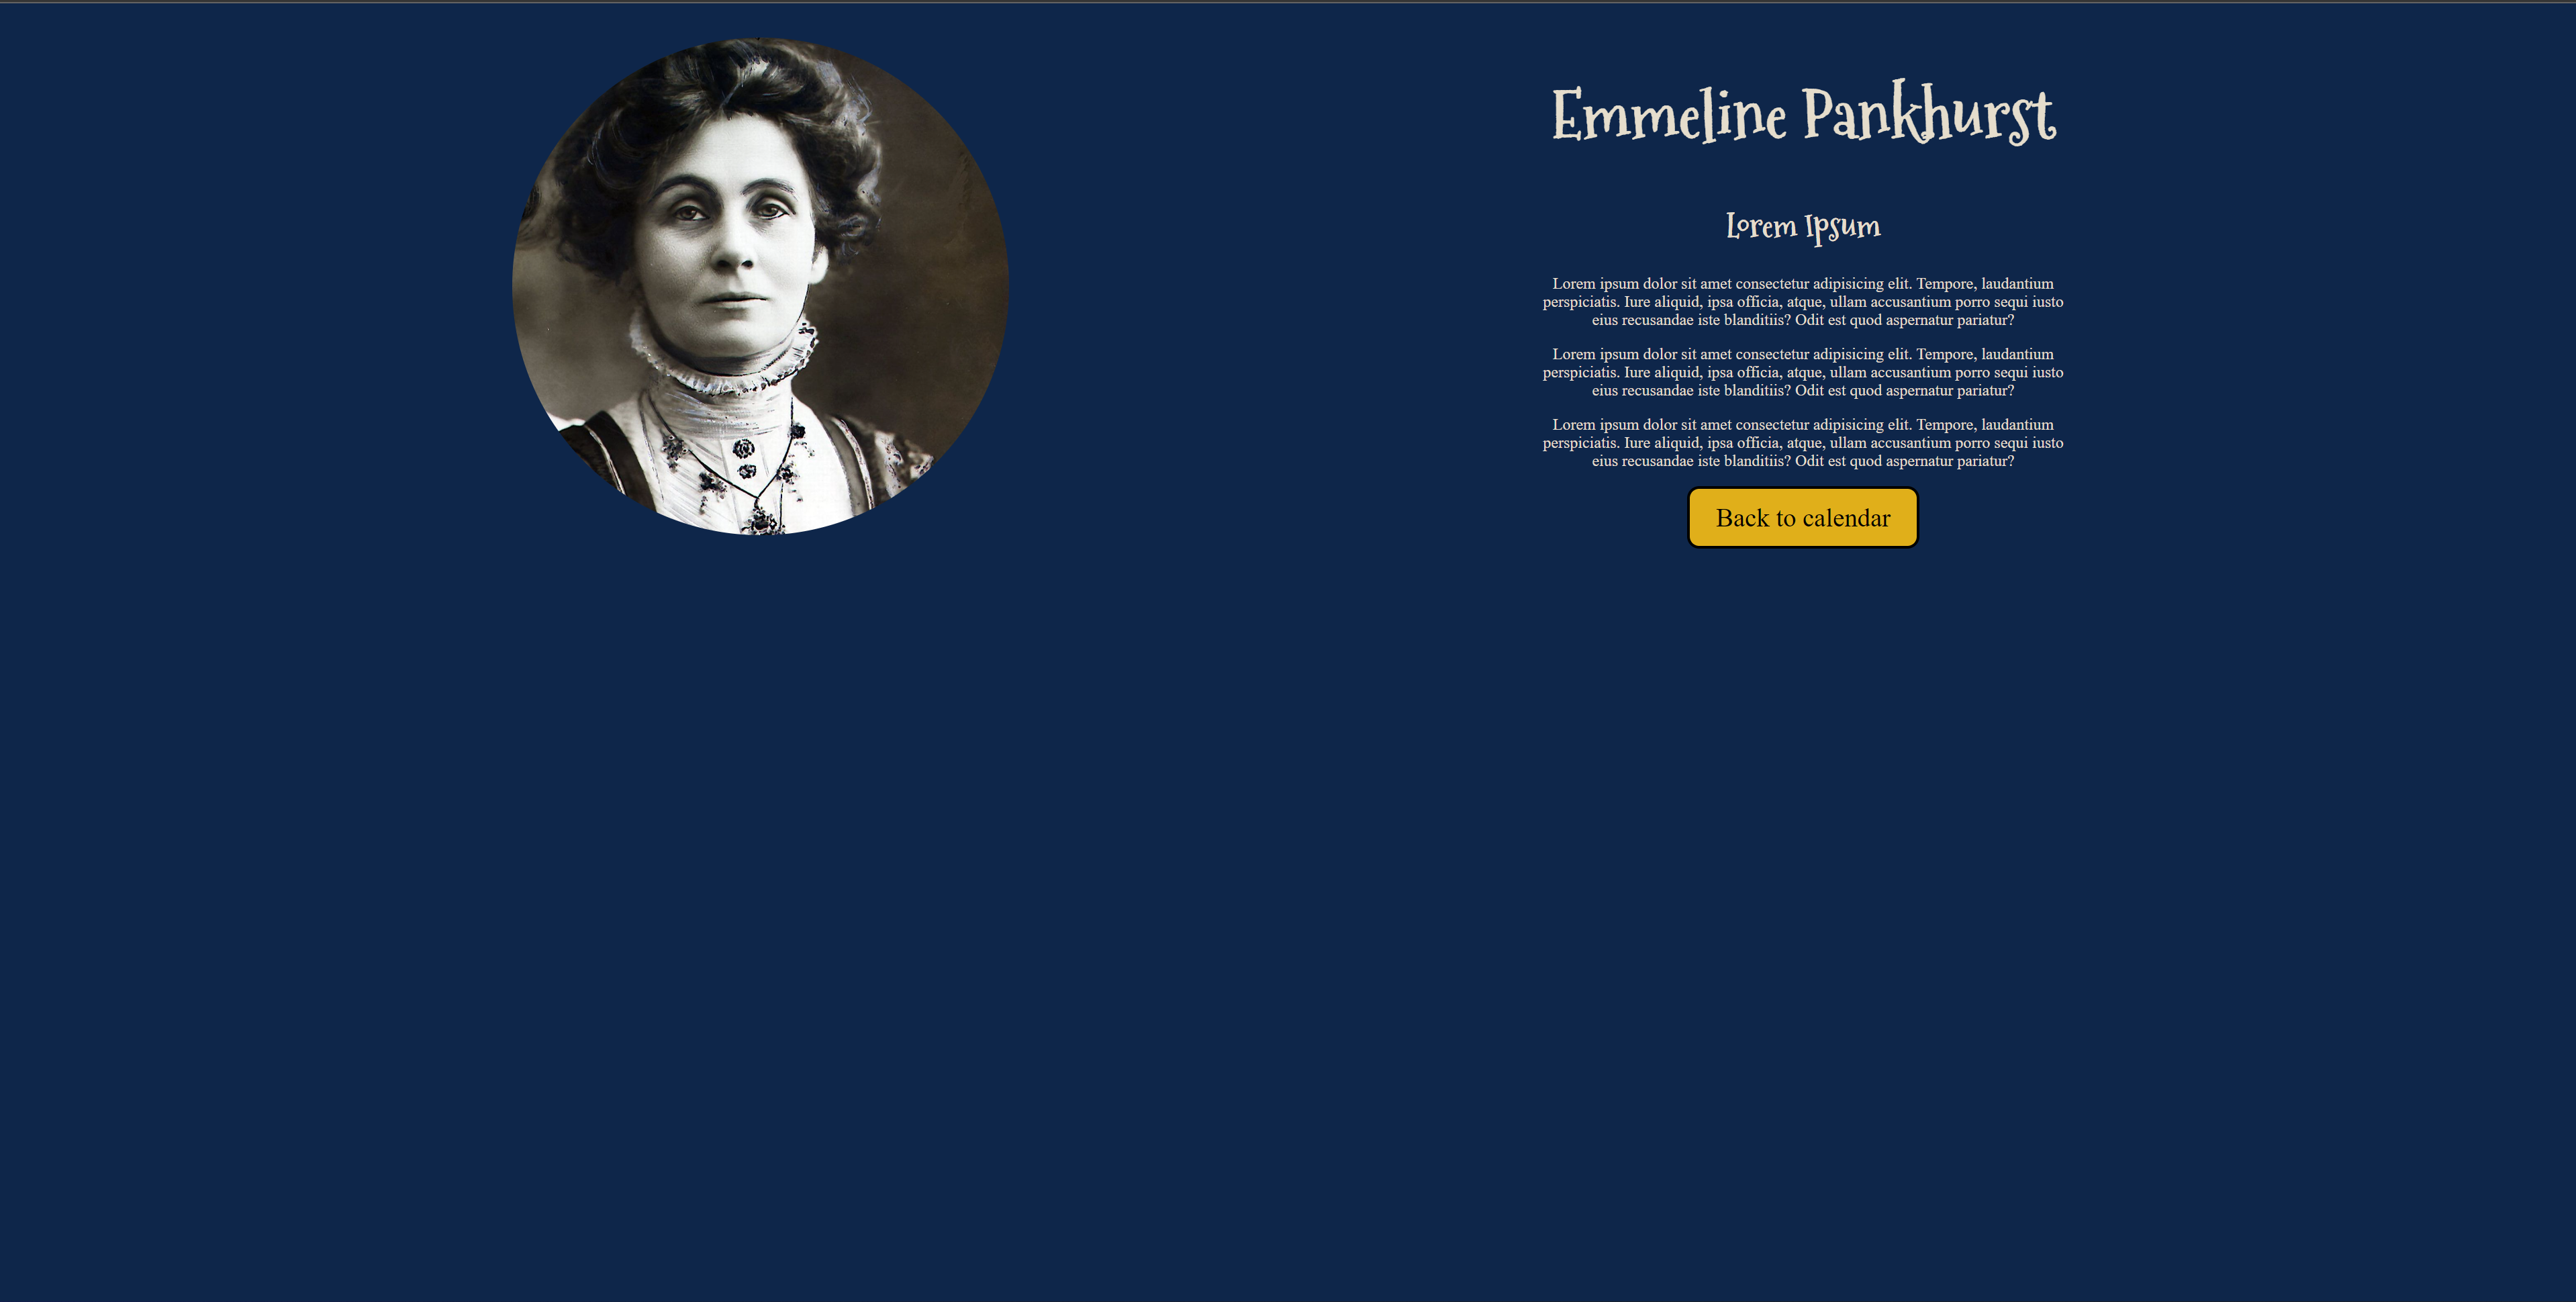 Emmeline Pankhurst
Lorem Ipsum
Lorem ipsum dolor sit amet consectetur adipisicing elit. Tempore, laudantium
perspiciatis. Iure aliquid, ipsa officia, atque, ullam accusantium porro sequi iusto
eius recusandae iste blanditiis? Odit est quod aspernatur pariatur?
Lorem ipsum dolor sit amet consectetur adipisicing elit. Tempore, laudantium
perspiciatis. Iure aliquid, ipsa officia, atque, ullam accusantium porro sequi iusto
eius recusandae iste blanditiis? Odit est quod aspernatur pariatur?
Lorem ipsum dolor sit amet consectetur adipisicing elit. Tempore, laudantium
perspiciatis. Iure aliquid, ipsa officia, atque, ullam accusantium porro sequi iusto
eius recusandae iste blanditiis? Odit est quod aspernatur pariatur?
Back to calendar